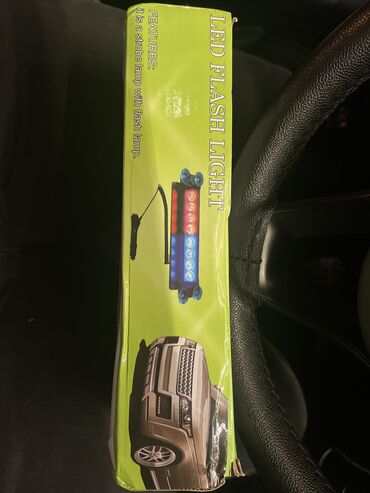 LED FLASH LIGHT
FEATURES:
it is a strobe lamp with flash lamp.